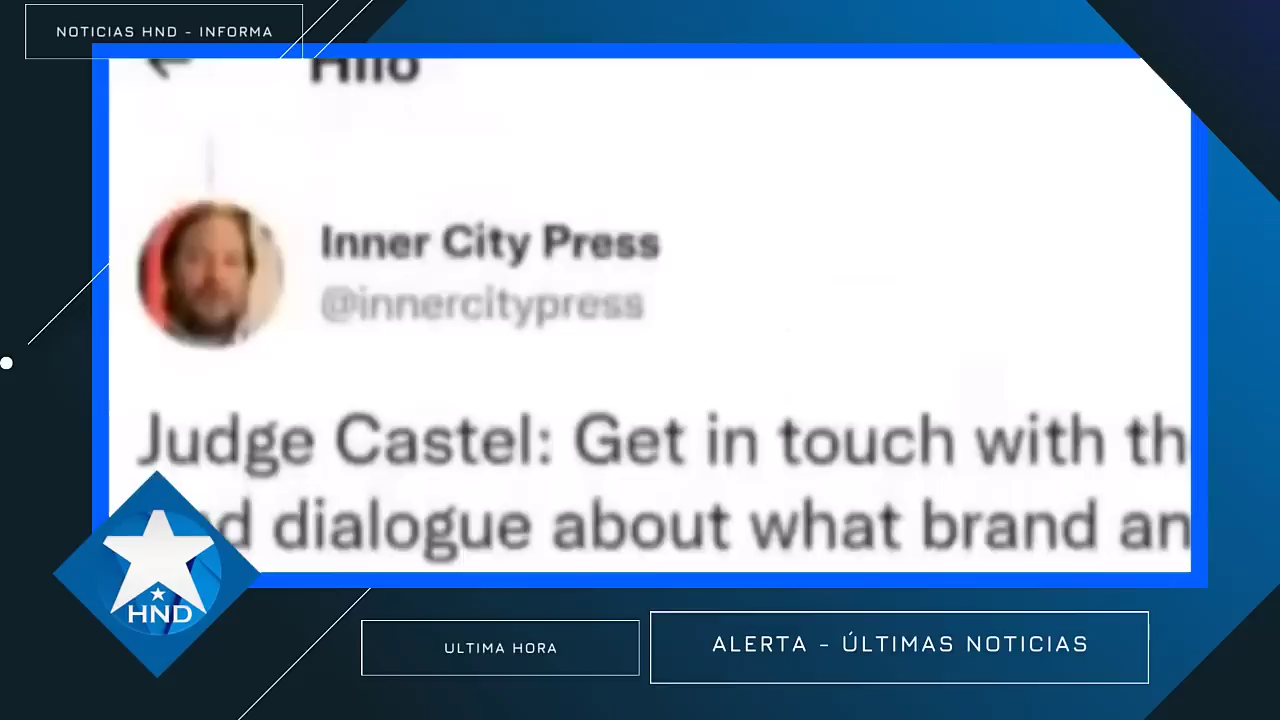 NOTICIAS HND - INFORMA
Hilo
Inner City Press
@innercitypress
Judge Castel: Get in touch with th
nd dialogue about what brand an
HND
ULTIMA HORA
ALERTA - ÚLTIMAS NOTICIAS